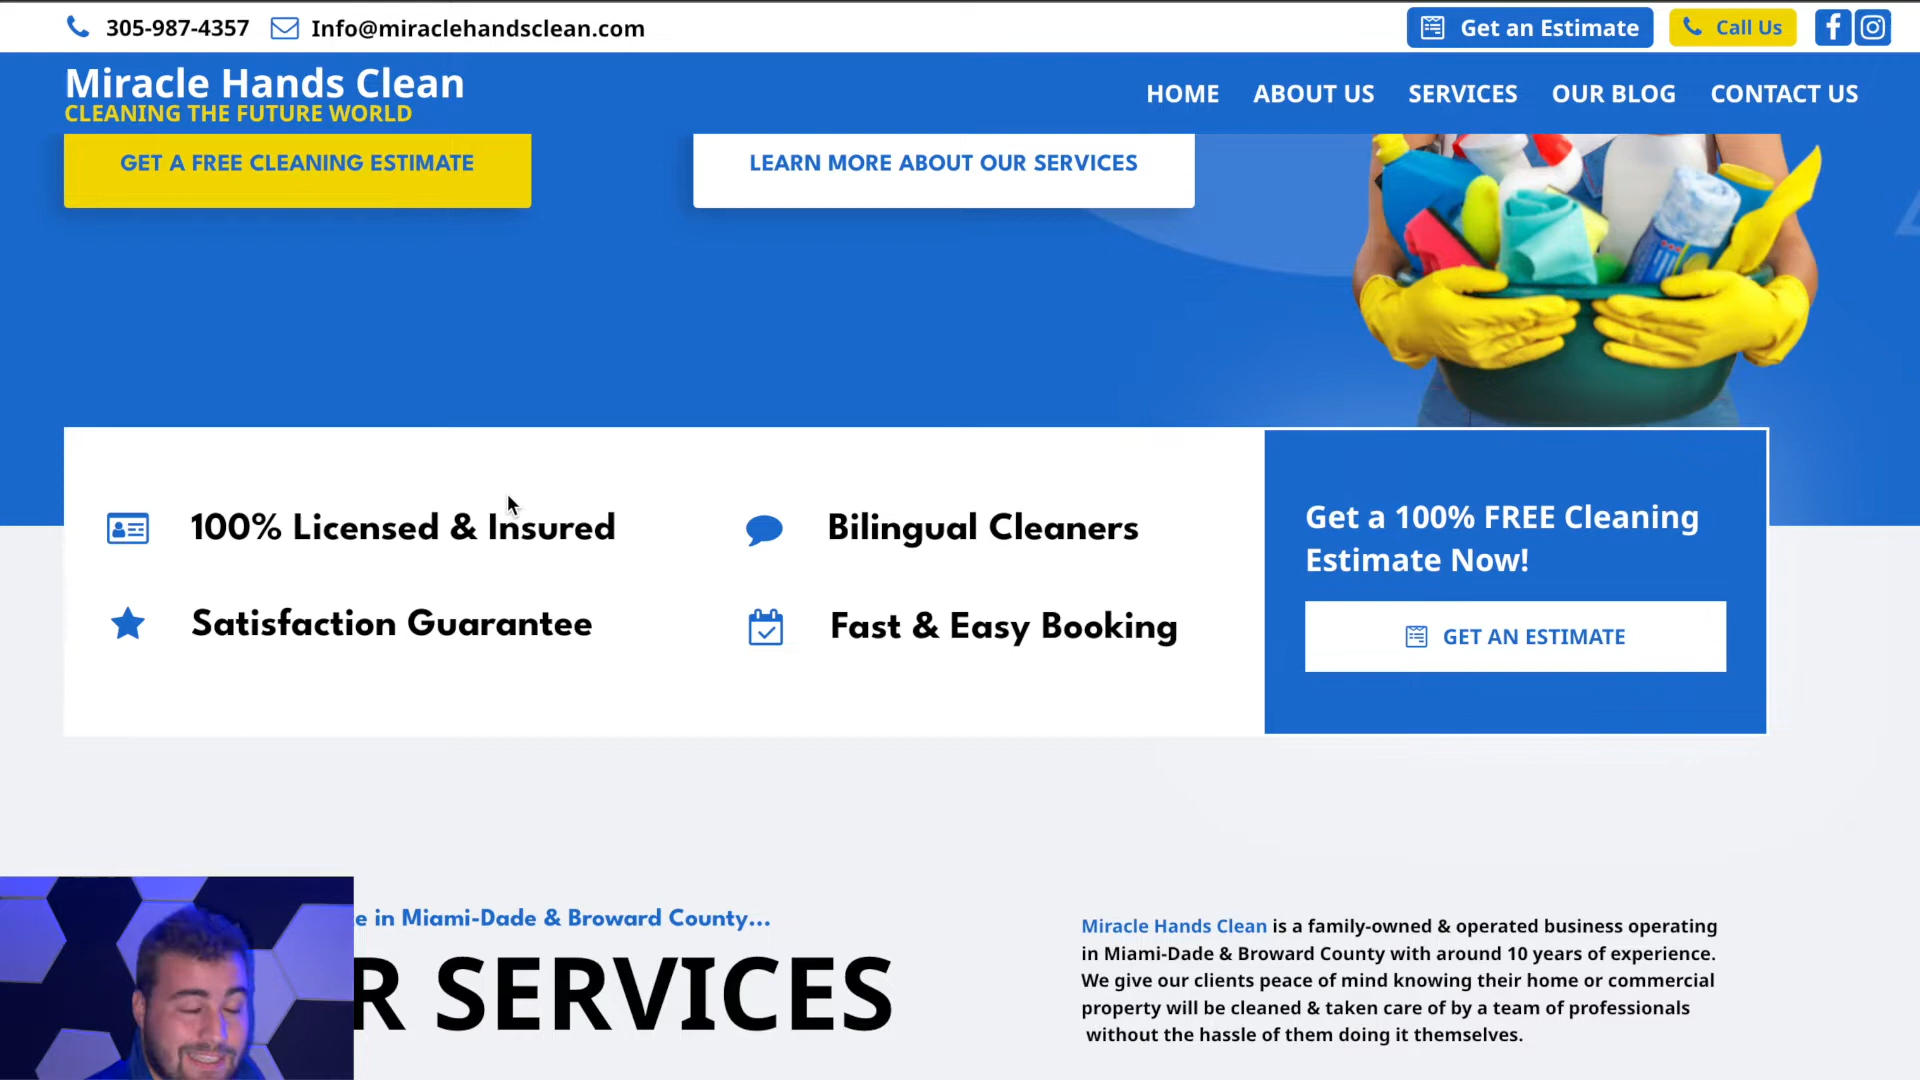 305-987-4357 Info@miraclehandsclean.com
Get an Estimate Call Us
Miracle Hands Clean
CLEANING THE FUTURE WORLD
HOME ABOUT US SERVICES OUR BLOG CONTACT US
GET A FREE CLEANING ESTIMATE
LEARN MORE ABOUT OUR SERVICES
100% Licensed & Insured
Bilingual Cleaners
Satisfaction Guarantee
Fast & Easy Booking
Get a 100% FREE Cleaning
Estimate Now!
GET AN ESTIMATE
in Miami-Dade & Broward County...
SERVICES
Miracle Hands Clean is a family-owned & operated business operating
in Miami-Dade & Broward County with around 10 years of experience.
We give our clients peace of mind knowing their home or commercial
property will be cleaned & taken care of by a team of professionals
without the hassle of them doing it themselves.